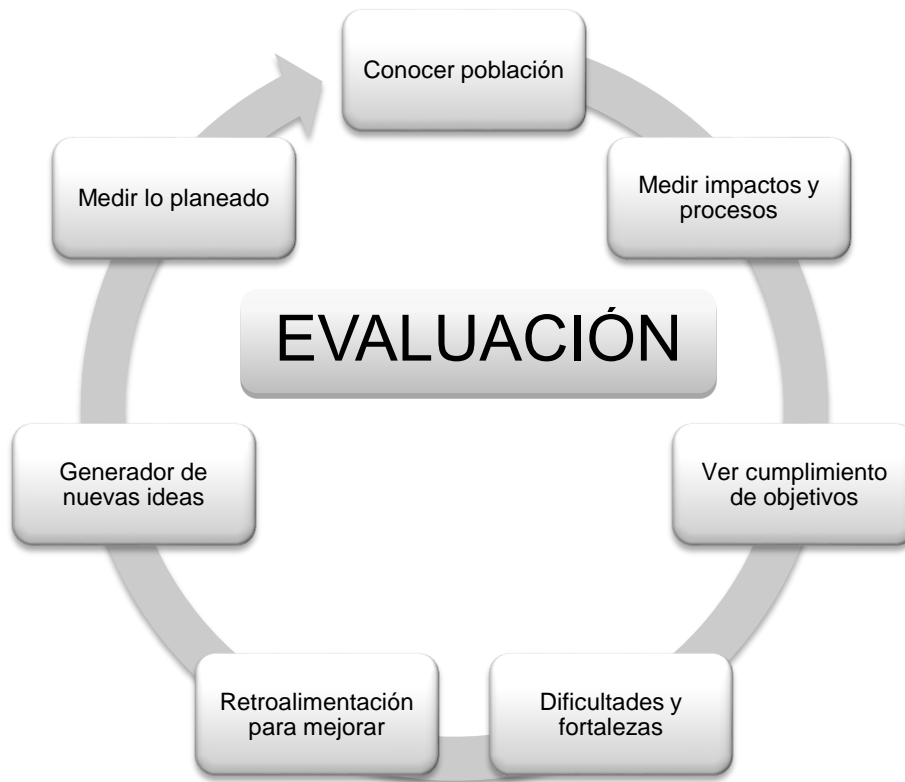 Conocer población
Medir impactos y
procesos
Ver cumplimiento
de objetivos
Dificultades y
fortalezas
Retroalimentación
para mejorar
Generador de
nuevas ideas
Medir lo planeado
EVALUACIÓN